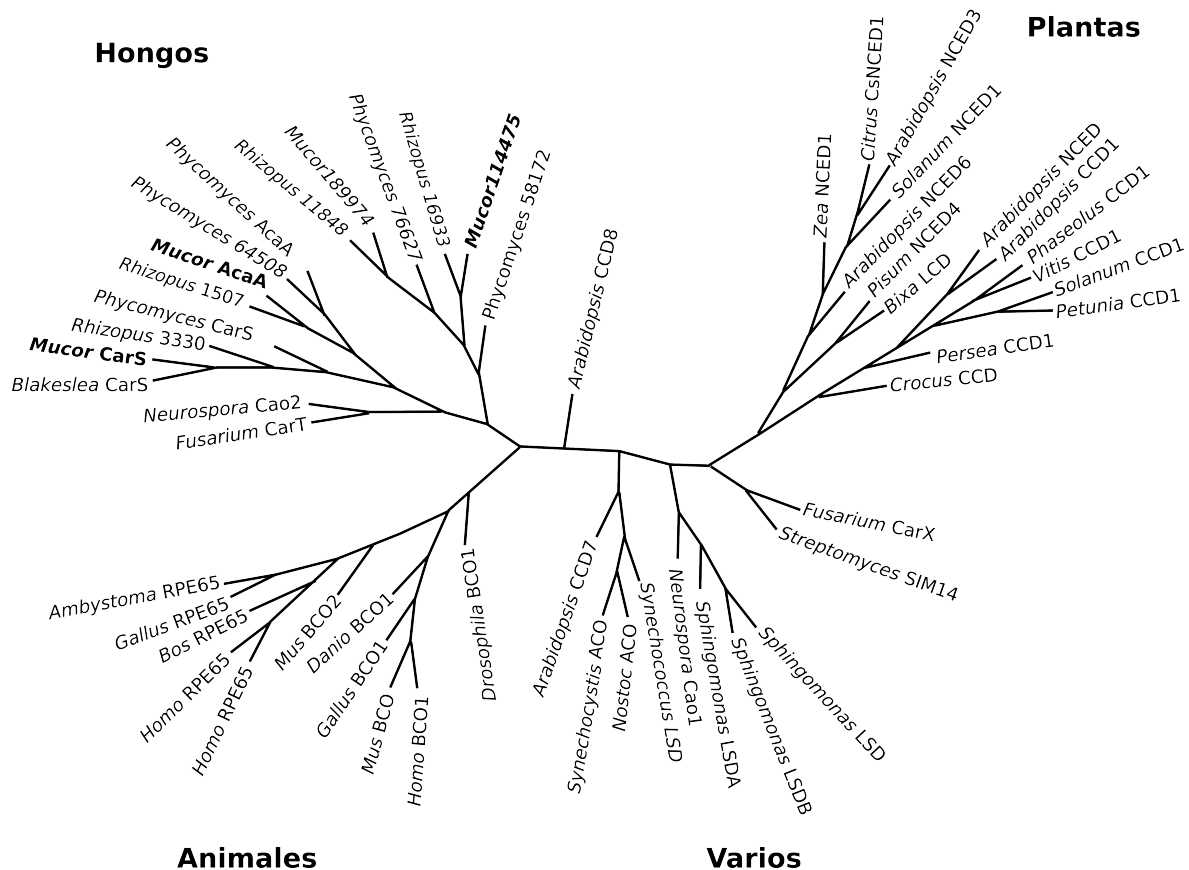 Hongos
Plantas
Phycomyces AcaA
Phycomyces 64508
Mucor AcaA
Rhizopus 1507
Phycomyces CarS
Rhizopus 3330
Mucor CarS
Blakeslea CarS
Neurospora Cao2
Fusarium CarT
Rhizopus 11848
Mucor189974
Phycomyces 76627
Rhizopus 16933
Mucor114475
Phycomyces 58172
Arabidopsis CCD8
Zea NCED1
Citrus CsNCED1
Arabidopsis NCED3
Solanum NCED1
Arabidopsis NCED6
Pisum NCED4
Bixa LCD
Arabidopsis NCED
Arabidopsis CCD1
Phaseolus CCD1
Vitis CCD1
Solanum CCD1
Petunia CCD1
Persea CCD1
Crocus CCD
Fusarium CarX
Streptomyces SIM14
Ambystoma RPE65
Gallus RPE65
Bos RPE65
Homo RPE65
Homo RPE65
Mus BCO2
Danio BCO1
Gallus BCO1
Mus BCO
Homo BCO1
Drosophila BCO1
Arabidopsis CCD7
Synechocystis ACO
Nostoc ACO
Synechococcus LSD
Neurospora Cao1
Sphingomonas LSDA
Sphingomonas LSDB
Sphingomonas LSD
Animales
Varios